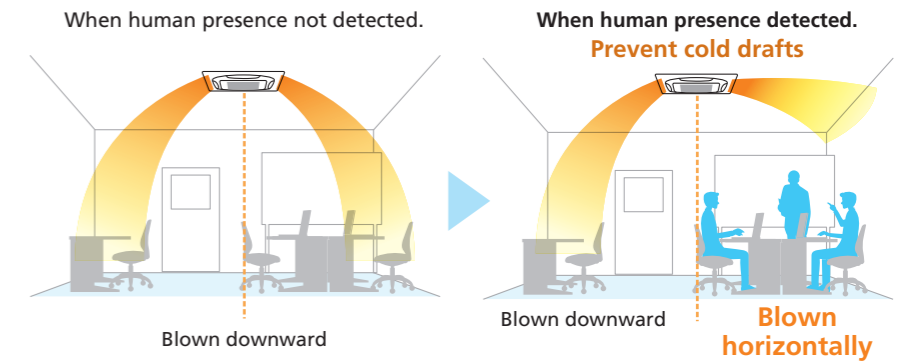 When human presence not detected.
Blown downward
When human presence detected.
Prevent cold drafts
Blown downward
Blown
horizontally